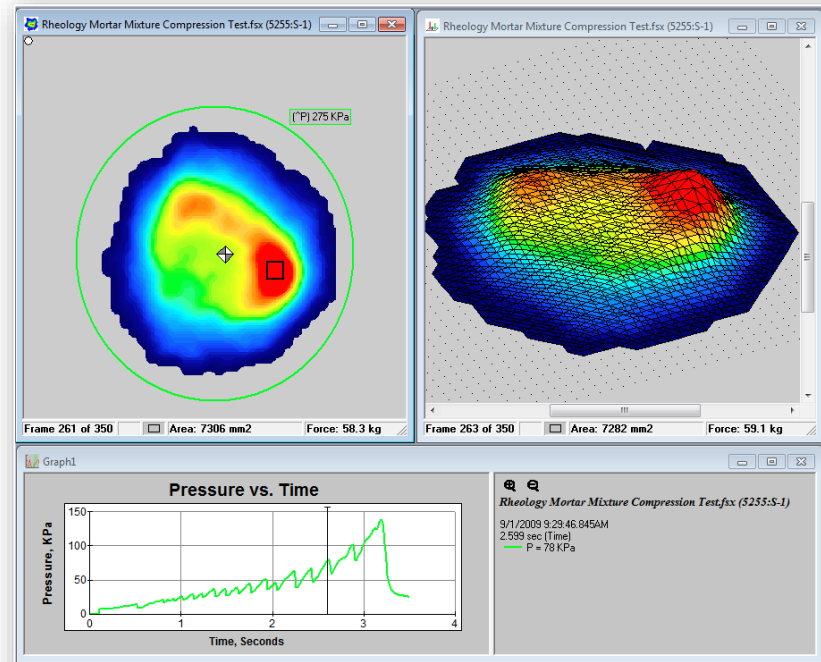 Rheology Mortar Mixture Compression Test.fsx (5255:S-1)
(^P) 275 KPa
Frame 261 of 350 Area: 7306 mm2 Force: 58.3 kg
Rheology Mortar Mixture Compression Test.fsx (5255:S-1)
Frame 263 of 350 Area: 7282 mm2 Force: 59.1 kg
Graph1
Pressure vs. Time
Pressure, KPa
150
100
50
0
0 1 2 3 4
Time, Seconds
Rheology Mortar Mixture Compression Test.fsx (5255:S-1)
9/1/2009 9:29:46.845AM
2.599 sec (Time)
P = 78 KPa